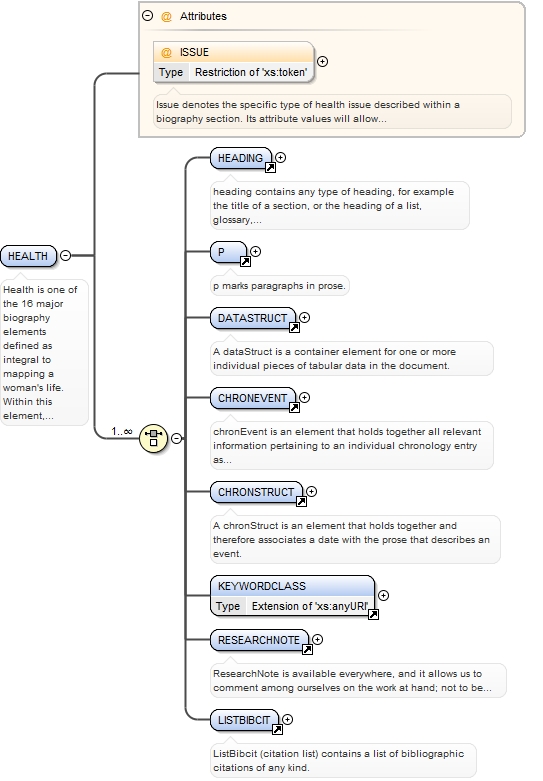 Attributes
ISSUE
Type Restriction of 'xs:token'
Issue denotes the specific type of health issue described within a
biography section. Its attribute values will allow...
HEADING
heading contains any type of heading, for example
the title of a section, or the heading of a list,
glossary,...
P
p marks paragraphs in prose.
HEALTH
Health is one of
the 16 major
biography
elements
defined as
integral to
mapping a
woman's life.
Within this
element,...
DATASTRUCT
A dataStruct is a container element for one or more
individual pieces of tabular data in the document.
CHRONEVENT
chronEvent is an element that holds together all relevant
information pertaining to an individual chronology entry
as...
1..∞
CHRONSTRUCT
A chronStruct is an element that holds together and
therefore associates a date with the prose that describes an
event.
KEYWORDCLASS
Type Extension of 'xs:anyURI'
RESEARCHNOTE
ResearchNote is available everywhere, and it allows us to
comment among ourselves on the work at hand; not to be...
LISTBIBCIT
ListBibcit (citation list) contains a list of bibliographic
citations of any kind.